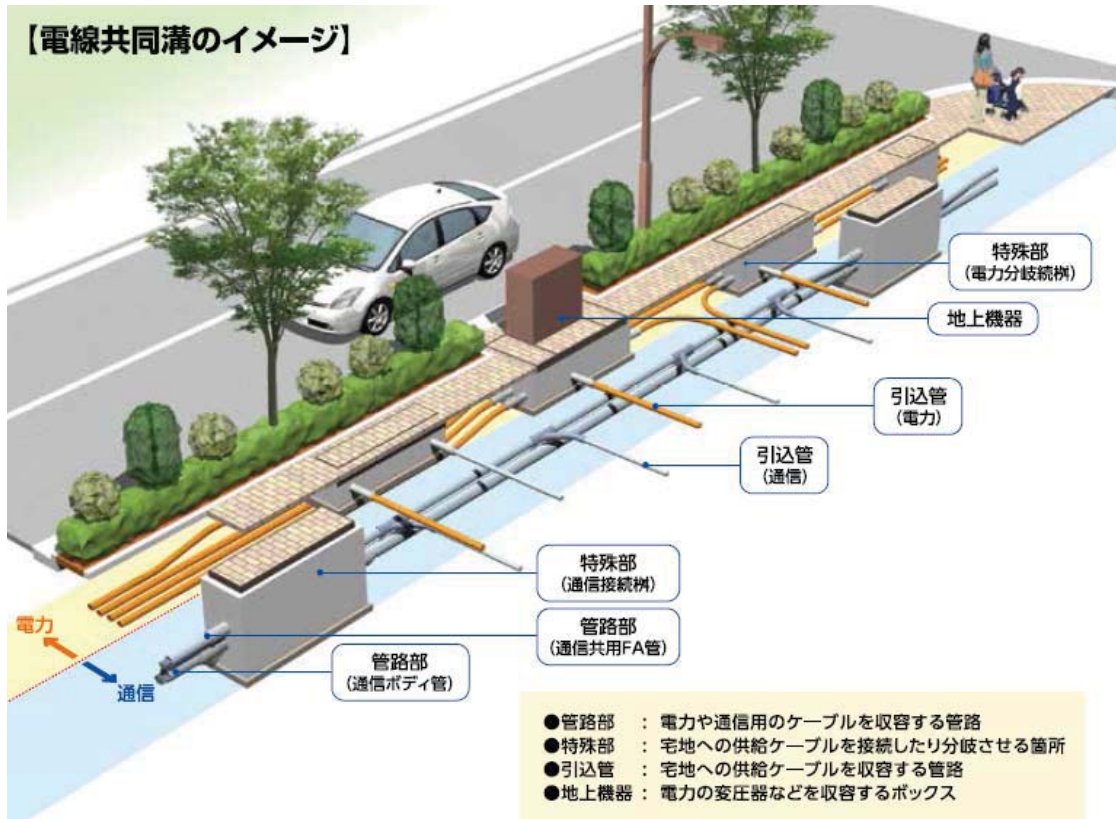 【電線共同溝のイメージ】
特殊部
(電力分岐続桝)
地上機器
引込管
(電力)
引込管
(通信)
特殊部
(通信接続桝)
管路部
(通信共用FA管)
管路部
(通信ボディ管)
電力
通信
●管路部 : 電力や通信用のケーブルを収容する管路
●特殊部 : 宅地への供給ケーブルを接続したり分岐させる箇所
●引込管 : 宅地への供給ケーブルを収容する管路
●地上機器 : 電力の変圧器などを収容するボックス